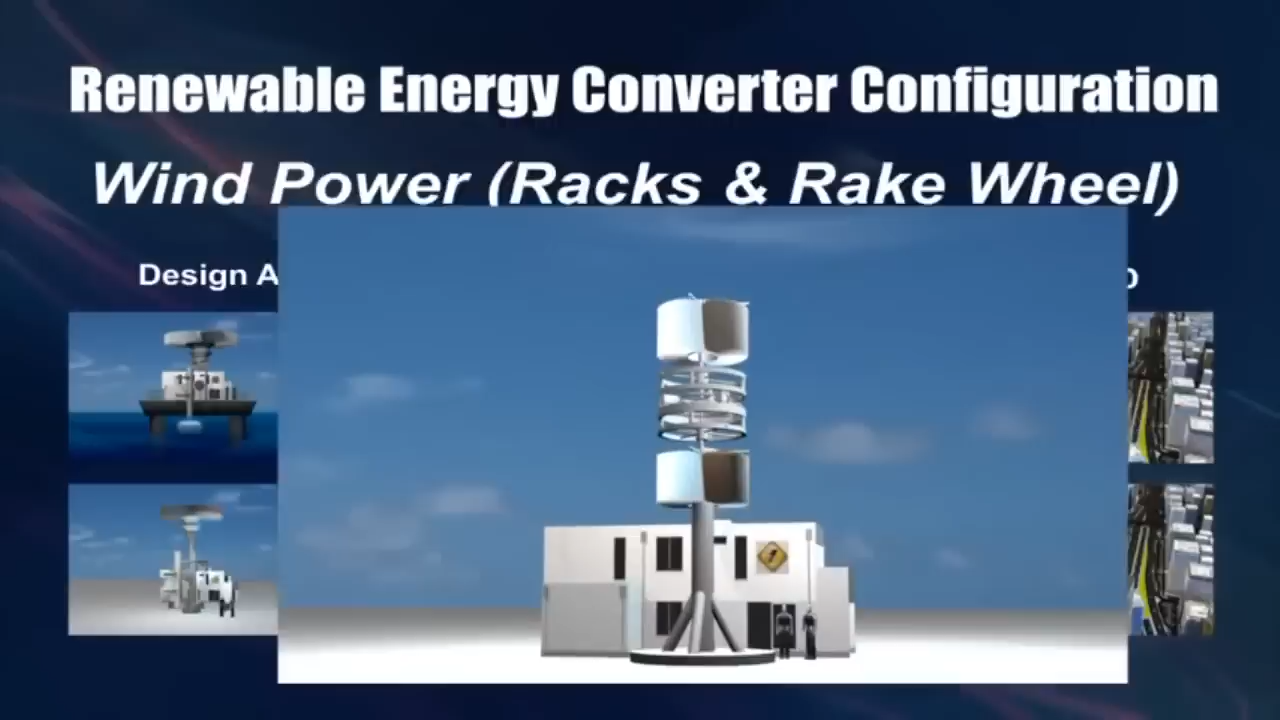 Renewable Energy Converter Configuration
Wind Power (Racks & Rake Wheel)
Design A